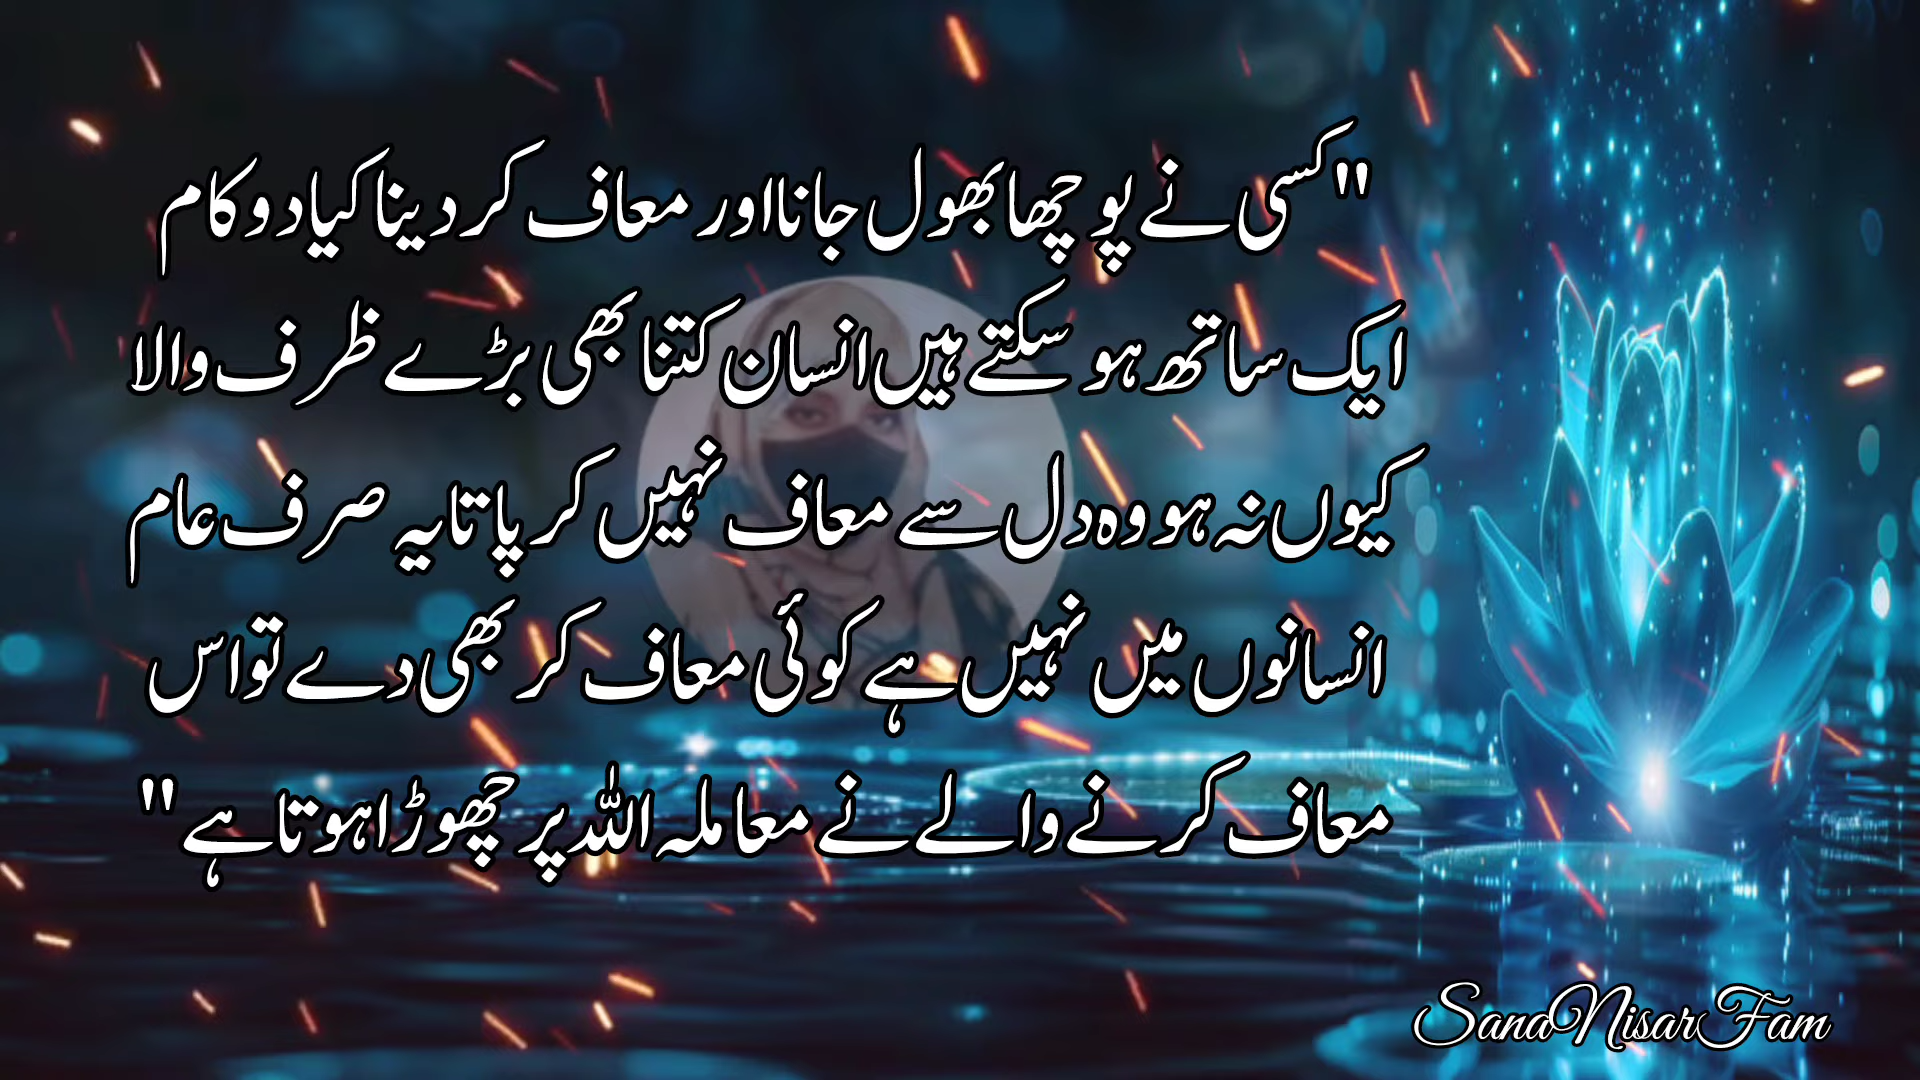 "کسی نے پوچھا بھول جانا اور معاف کر دینا کیا دو کام
ایک ساتھ ہو سکتے ہیں انسان کتنا بھی بڑے ظرف والا
کیوں نہ ہو وہ دل سے معاف نہیں کر پاتا یہ صرف عام
انسانوں میں نہیں ہے کوئی معاف کر بھی دے تو اس
معاف کرنے والے نے معاملہ اللہ پر چھوڑا ہوتا ہے"
SanaNisarFam